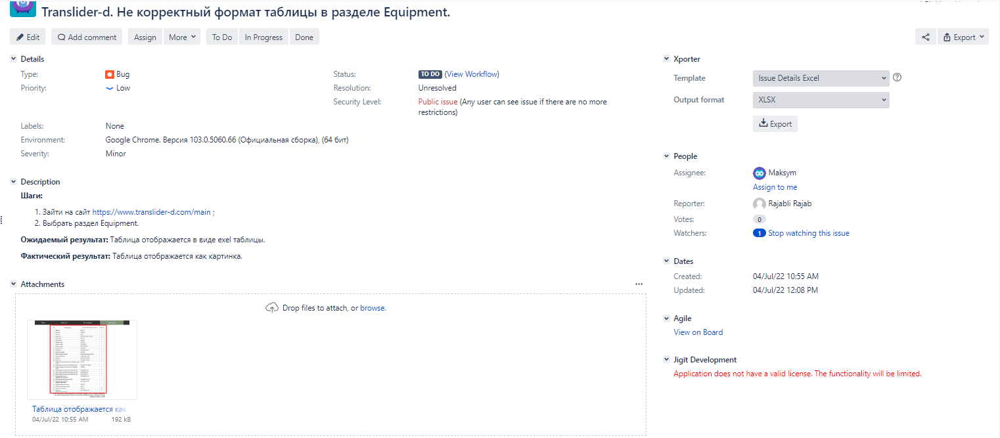 Translider-d. Не корректный формат таблицы в разделе Equipment.
Edit Add comment Assign More To Do In Progress Done Export
Details
Type: Bug Status: TO DO (View Workflow)
Priority: Low Resolution: Unresolved
Security Level: Public issue (Any user can see issue if there are no more
restrictions)
Labels: None
Environment: Google Chrome. Версия 103.0.5060.66 (Официальная сборка), (64 бит)
Severity: Minor
Description
Шаги:
1. Зайти на сайт https://www.translider-d.com/main ;
2. Выбрать раздел Equipment.
Ожидаемый результат: Таблица отображается в виде exel таблицы.
Фактический результат: Таблица отображается как картинка.
Attachments
Drop files to attach, or browse.
Таблица отображается как
04/Jul/22 10:55 AM 192 kB
Xporter
Template Issue Details Excel
Output format XLSX
Export
People
Assignee: Maksym
Assign to me
Reporter: Rajabli Rajab
Votes: 0
Watchers: 1 Stop watching this issue
Dates
Created: 04/Jul/22 10:55 AM
Updated: 04/Jul/22 12:08 PM
Agile
View on Board
Jigit Development
Application does not have a valid license. The functionality will be limited.